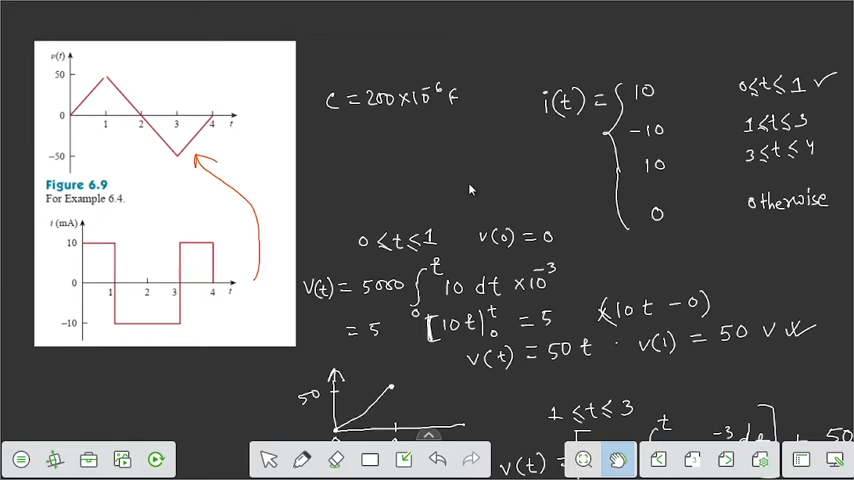 v(t)
50
0
-50
1 2 3 4 t
Figure 6.9
For Example 6.4.
i (mA)
10
0
-10
1 2 3 4 t
C = 200×10⁻⁶ F
i(t) = { 10 0≤t≤1 ✓
-10 1≤t≤3
10 3≤t≤4
0 otherwise
0≤t≤1 v(0) = 0
v(t) = 5000 ∫₀ᵗ 10 dt ×10⁻³
= 5 [10t]₀ᵗ = 5 (10t - 0)
v(t) = 50t . v(1) = 50 v
50
1≤t≤3
v(t) = [ ∫ᵗ ⁻³ ] + 50
3